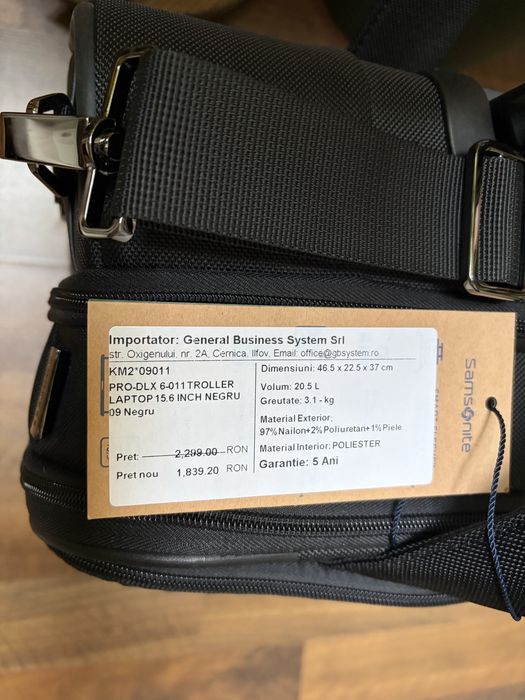 Importator: General Business System Srl
str. Oxigenului, nr. 2A, Cernica, Ilfov, Email: office@gbsystem.ro
KM2*09011
PRO-DLX 6-011 TROLLER
LAPTOP 15.6 INCH NEGRU
09 Negru
Pret: 2,299.00 RON
Pret nou 1,839.20 RON
Dimensiuni: 46.5 x 22.5 x 37 cm
Volum: 20.5 L
Greutate: 3.1 - kg
Material Exterior:
97% Nailon+2% Poliuretan+1% Piele
Material Interior: POLIESTER
Garantie: 5 Ani
samsonite